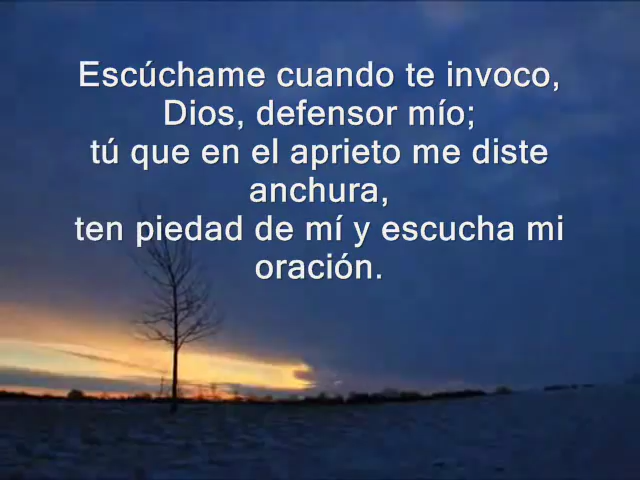 Escúchame cuando te invoco,
Dios, defensor mío;
tú que en el aprieto me diste
anchura,
ten piedad de mí y escucha mi
oración.